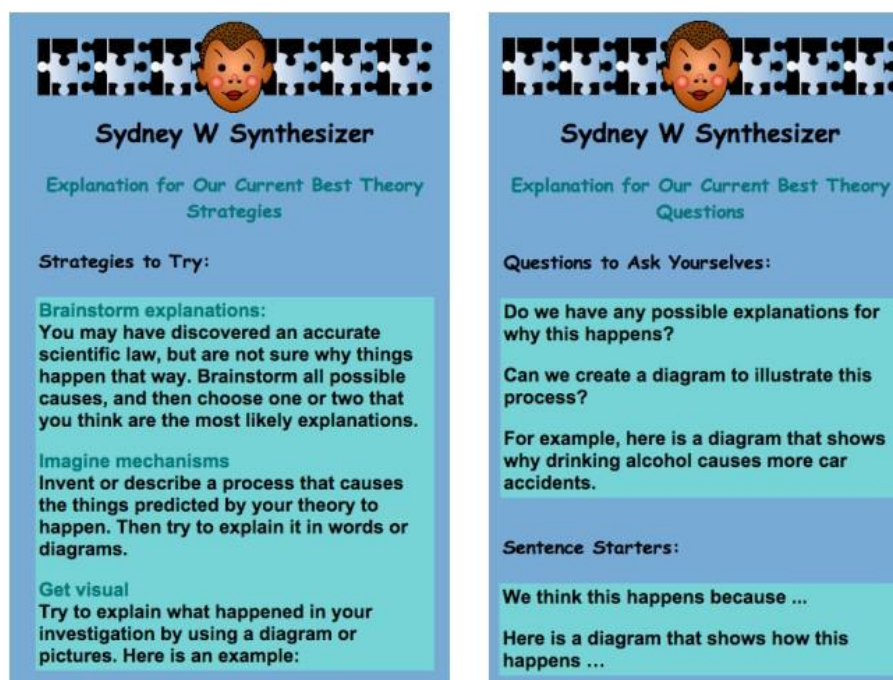 Sydney W Synthesizer
Explanation for Our Current Best Theory
Strategies
Strategies to Try:
Brainstorm explanations:
You may have discovered an accurate
scientific law, but are not sure why things
happen that way. Brainstorm all possible
causes, and then choose one or two that
you think are the most likely explanations.
Imagine mechanisms
Invent or describe a process that causes
the things predicted by your theory to
happen. Then try to explain it in words or
diagrams.
Get visual
Try to explain what happened in your
investigation by using a diagram or
pictures. Here is an example:
Sydney W Synthesizer
Explanation for Our Current Best Theory
Questions
Questions to Ask Yourselves:
Do we have any possible explanations for
why this happens?
Can we create a diagram to illustrate this
process?
For example, here is a diagram that shows
why drinking alcohol causes more car
accidents.
Sentence Starters:
We think this happens because ...
Here is a diagram that shows how this
happens ...